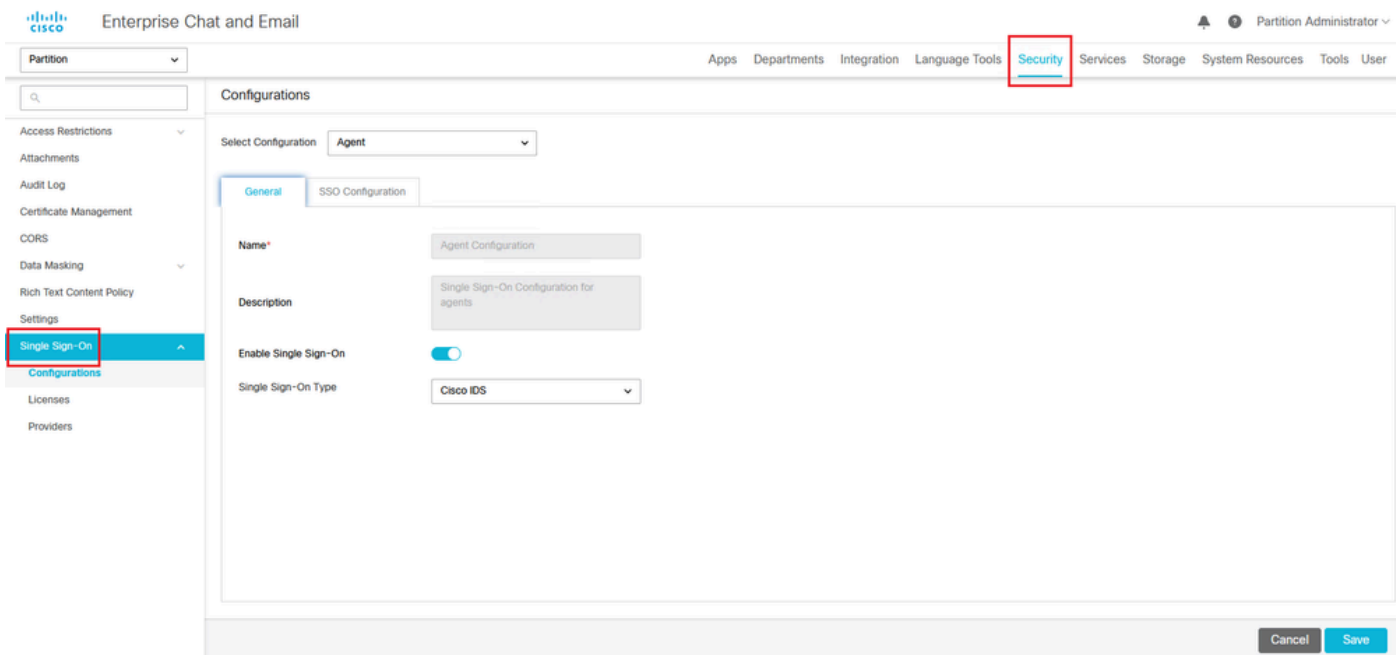 cisco
Enterprise Chat and Email
Partition Administrator
Partition
Apps Departments Integration Language Tools Security Services Storage System Resources Tools User
Configurations
Access Restrictions
Attachments
Audit Log
Certificate Management
CORS
Data Masking
Rich Text Content Policy
Settings
Single Sign-On
Configurations
Licenses
Providers
Select Configuration Agent
General SSO Configuration
Name* Agent Configuration
Description Single Sign-On Configuration for
agents
Enable Single Sign-On
Single Sign-On Type Cisco IDS
Cancel Save